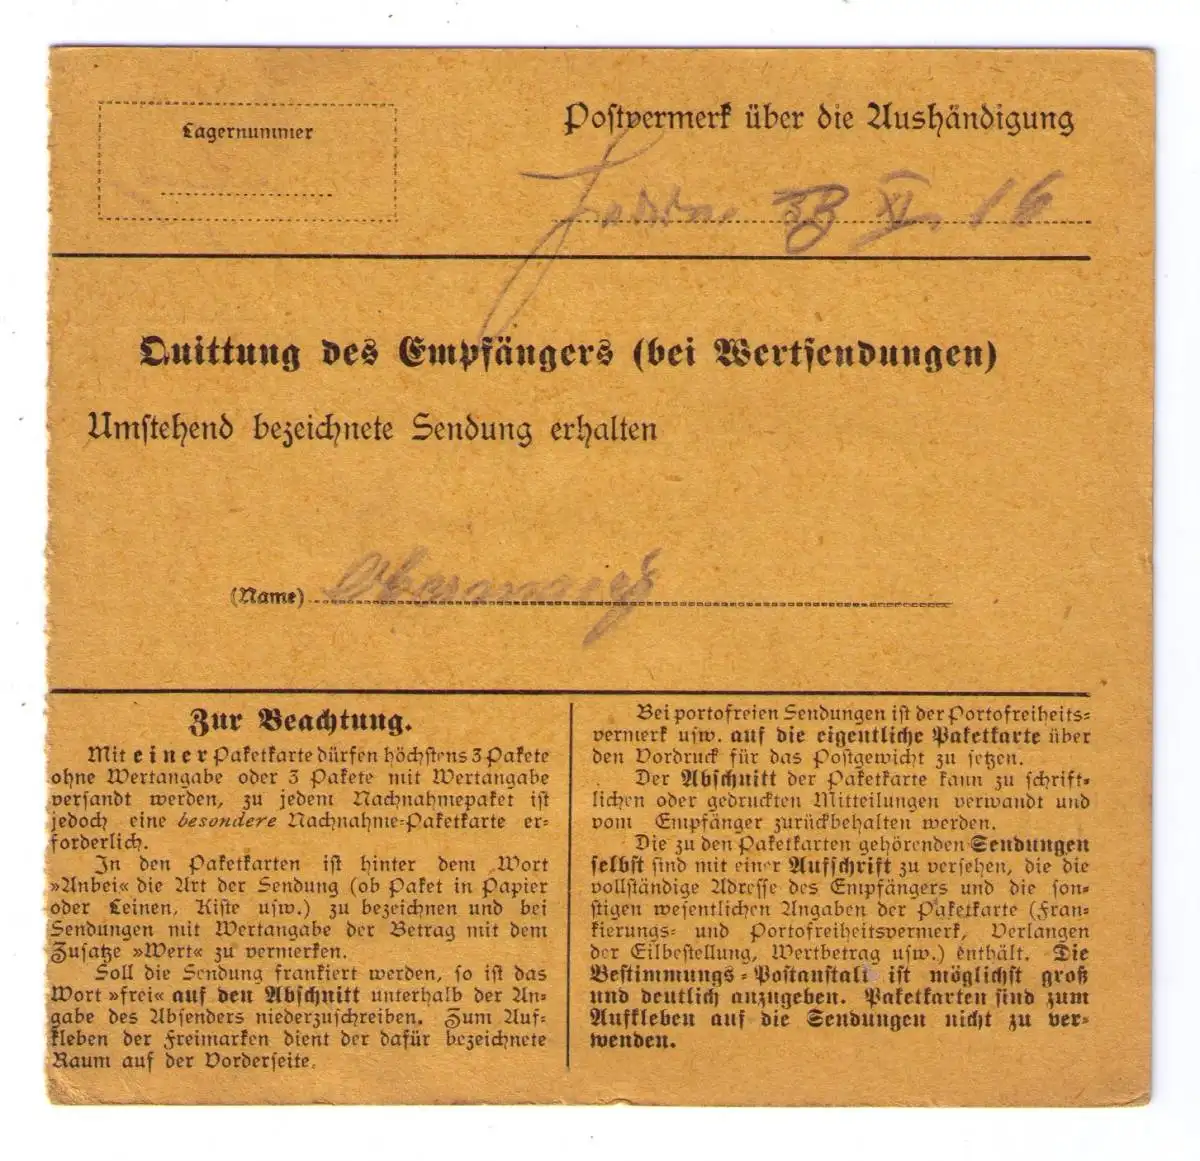 Lagernummer
Postvermerk über die Aushändigung
XI. 16
Quittung des Empfängers (bei Wertsendungen)
Umstehend bezeichnete Sendung erhalten
(Name)
Zur Beachtung.
Mit einer Paketkarte dürfen höchstens 3 Pakete
ohne Wertangabe oder 3 Pakete mit Wertangabe
versandt werden, zu jedem Nachnahmepaket ist
jedoch eine besondere Nachnahme-Paketkarte er-
forderlich.
In den Paketkarten ist hinter dem Wort
»Anbei« die Art der Sendung (ob Paket in Papier
oder Leinen, Kiste usw.) zu bezeichnen und bei
Sendungen mit Wertangabe der Betrag mit dem
Zusatze »Wert« zu vermerken.
Soll die Sendung frankiert werden, so ist das
Wort »frei« auf den Abschnitt unterhalb der An-
gabe des Absenders niederzuschreiben. Zum Auf-
kleben der Freimarken dient der dafür bezeichnete
Raum auf der Vorderseite.
Bei portofreien Sendungen ist der Portofreiheits-
vermerk usw. auf die eigentliche Paketkarte über
den Vordruck für das Postgewicht zu setzen.
Der Abschnitt der Paketkarte kann zu schrift-
lichen oder gedruckten Mitteilungen verwandt und
vom Empfänger zurückbehalten werden.
Die zu den Paketkarten gehörenden Sendungen
selbst sind mit einer Aufschrift zu versehen, die die
vollständige Adresse des Empfängers und die son-
stigen wesentlichen Angaben der Paketkarte (Fran-
kierungs- und Portofreiheitsvermerk, Verlangen
der Eilbestellung, Wertbetrag usw.) enthält. Die
Bestimmungs-Postanstalt ist möglichst groß
und deutlich anzugeben. Paketkarten sind zum
Aufkleben auf die Sendungen nicht zu ver-
wenden.